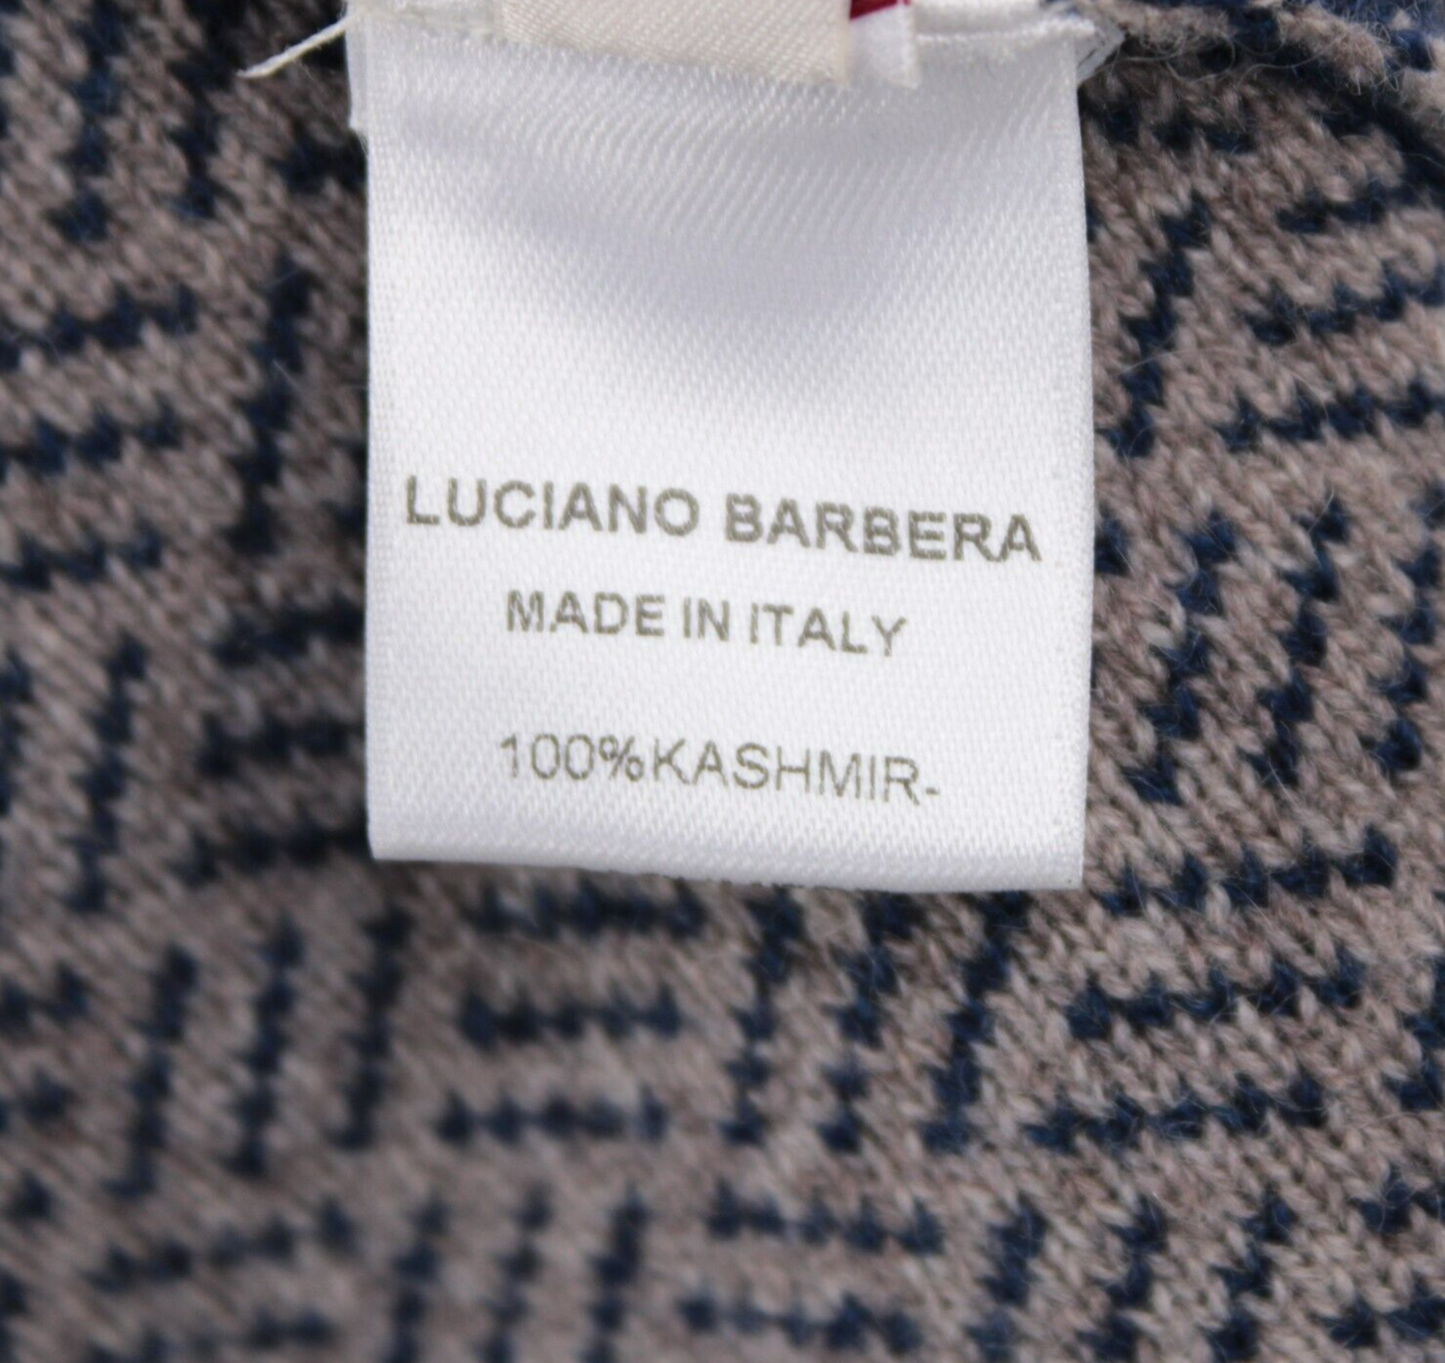 LUCIANO BARBERA
MADE IN ITALY
100%KASHMIR-